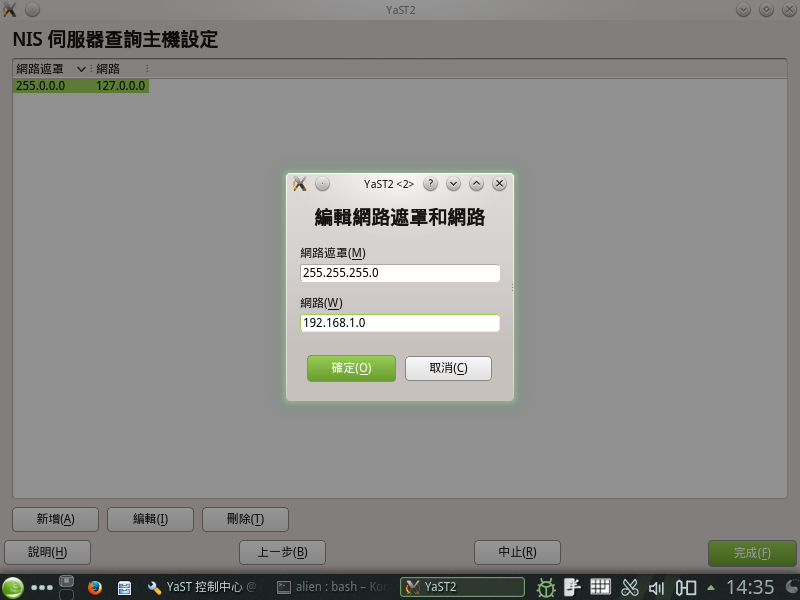 YaST2
NIS 伺服器查詢主機設定
網路遮罩 網路
255.0.0.0 127.0.0.0
YaST2 <2>
編輯網路遮罩和網路
網路遮罩(M)
255.255.255.0
網路(W)
192.168.1.0
確定(O) 取消(C)
新增(A) 編輯(I) 刪除(T)
說明(H) 上一步(B) 中止(R) 完成(F)
YaST 控制中心 @ alien : bash – Kon YaST2 14:35